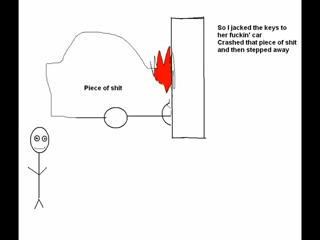 So I jacked the keys to
her fuckin' car
Crashed that piece of shit
and then stepped away
Piece of shit